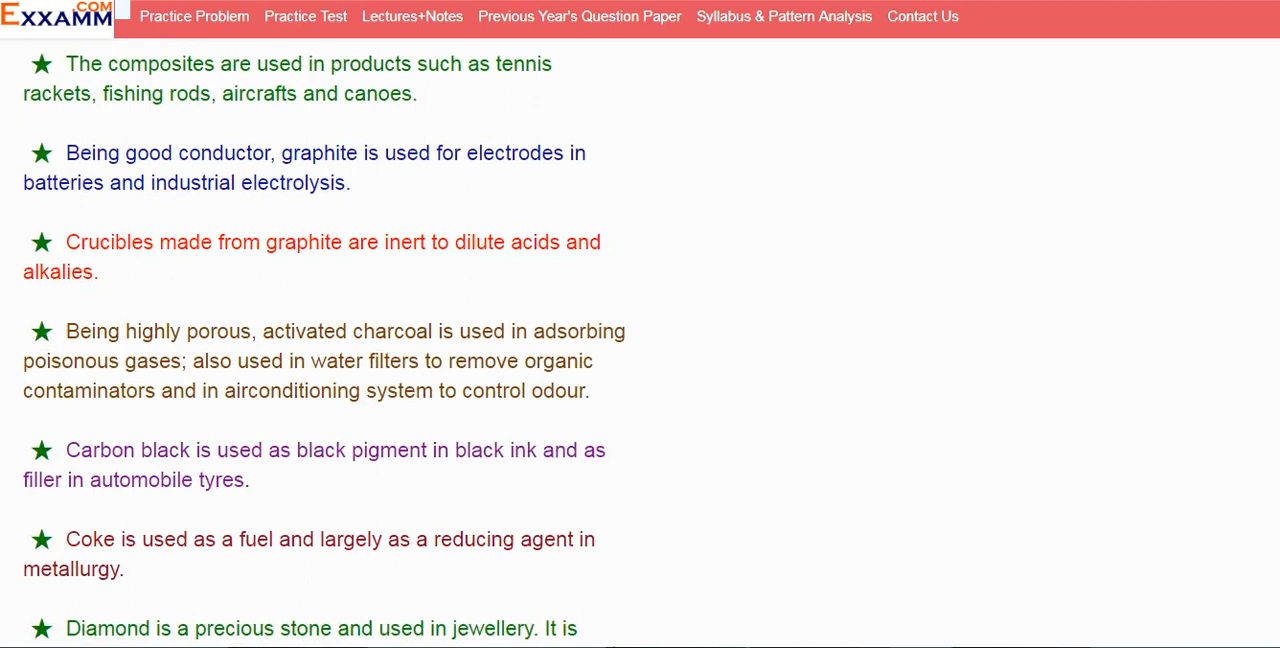 EXXAMM.COM
Practice Problem Practice Test Lectures+Notes Previous Year's Question Paper Syllabus & Pattern Analysis Contact Us
★ The composites are used in products such as tennis
rackets, fishing rods, aircrafts and canoes.
★ Being good conductor, graphite is used for electrodes in
batteries and industrial electrolysis.
★ Crucibles made from graphite are inert to dilute acids and
alkalies.
★ Being highly porous, activated charcoal is used in adsorbing
poisonous gases; also used in water filters to remove organic
contaminators and in airconditioning system to control odour.
★ Carbon black is used as black pigment in black ink and as
filler in automobile tyres.
★ Coke is used as a fuel and largely as a reducing agent in
metallurgy.
★ Diamond is a precious stone and used in jewellery. It is